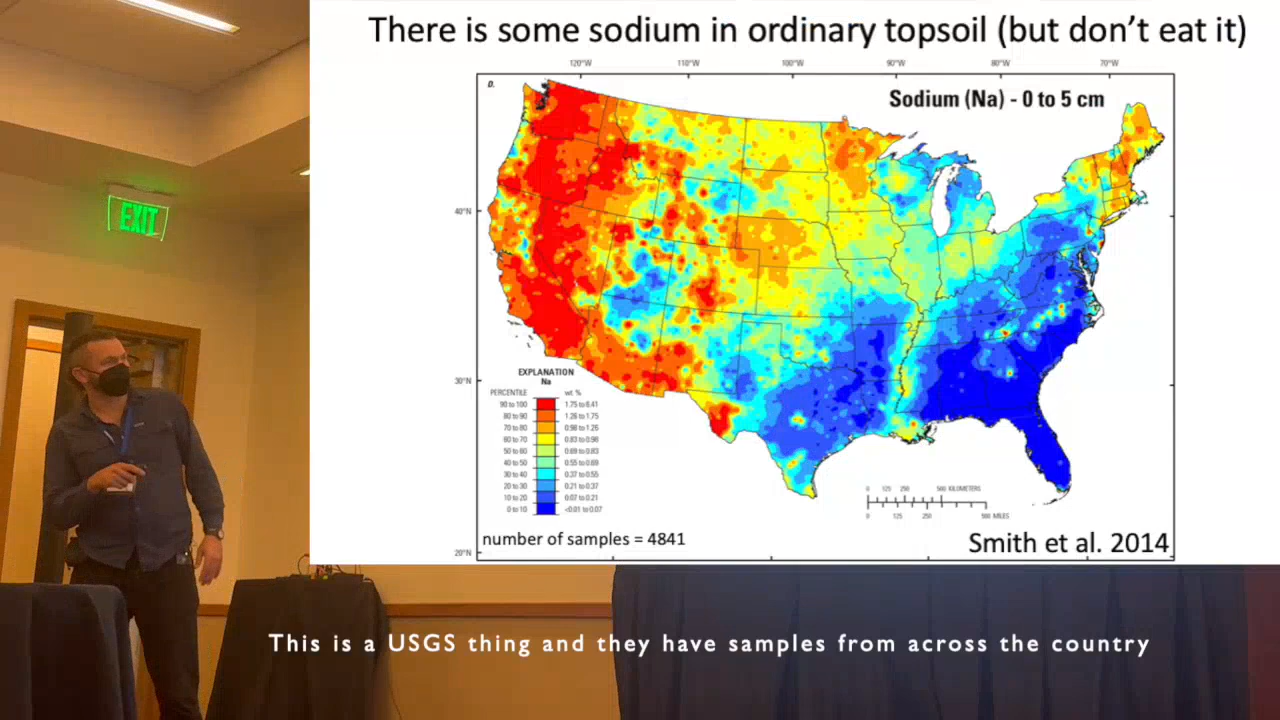 There is some sodium in ordinary topsoil (but don't eat it)
120°W 110°W 100°W 90°W 80°W 70°W
D.
Sodium (Na) - 0 to 5 cm
EXIT
40°N
30°N
EXPLANATION
Na
PERCENTILE wt. %
90 to 100 1.75 to 8.41
80 to 90 1.26 to 1.75
70 to 80 0.98 to 1.26
60 to 70 0.83 to 0.98
50 to 60 0.69 to 0.83
40 to 50 0.55 to 0.69
30 to 40 0.37 to 0.55
20 to 30 0.21 to 0.37
10 to 20 0.07 to 0.21
0 to 10 <0.01 to 0.07
0 125 250 500 KILOMETERS
0 125 250 500 MILES
number of samples = 4841
Smith et al. 2014
20°N
This is a USGS thing and they have samples from across the country